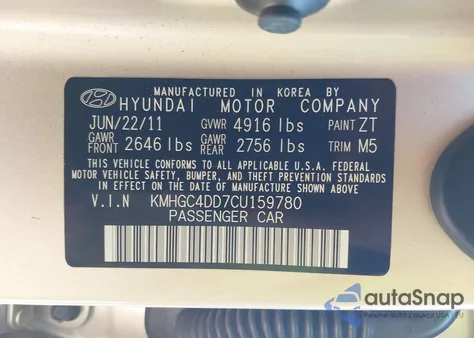 MANUFACTURED IN KOREA BY
HYUNDAI MOTOR COMPANY
JUN/22/11 GVWR 4916 lbs PAINT ZT
GAWR FRONT 2646 lbs GAWR REAR 2756 lbs TRIM M5
THIS VEHICLE CONFORMS TO ALL APPLICABLE U.S.A. FEDERAL
MOTOR VEHICLE SAFETY, BUMPER, AND THEFT PREVENTION STANDARDS
IN EFFECT ON THE DATE OF MANUFACTURE SHOWN ABOVE.
V.I.N KMHGC4DD7CU159780
PASSENGER CAR
autoSnap